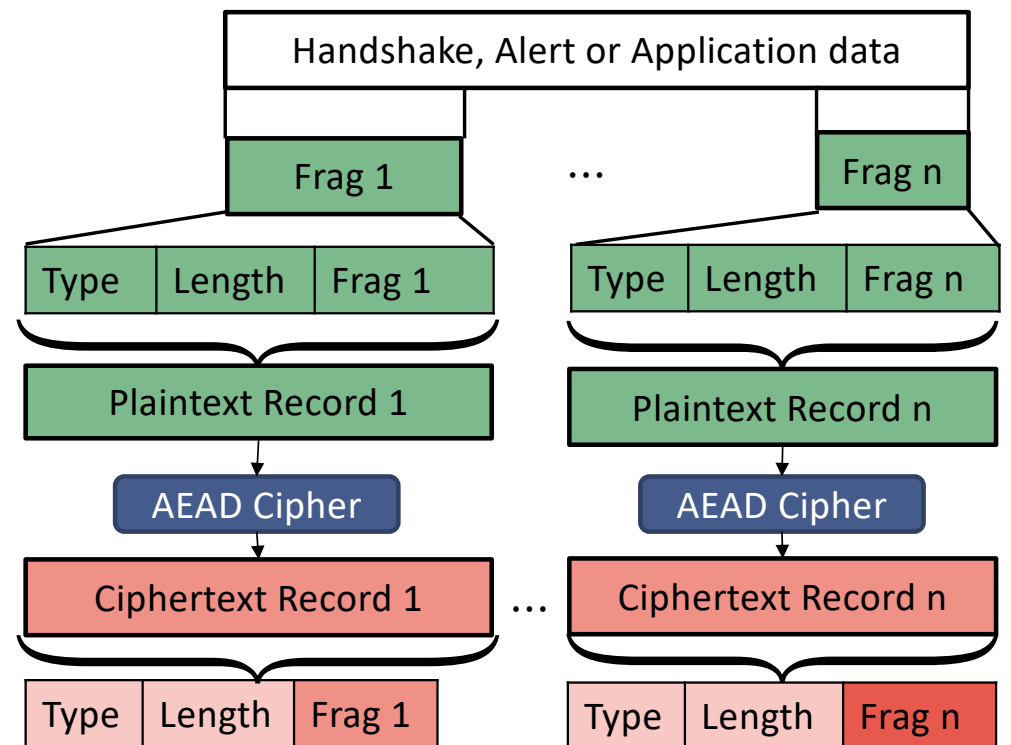 Handshake, Alert or Application data
Frag 1 ... Frag n
Type Length Frag 1 Type Length Frag n
Plaintext Record 1 Plaintext Record n
AEAD Cipher AEAD Cipher
Ciphertext Record 1 ... Ciphertext Record n
Type Length Frag 1 Type Length Frag n